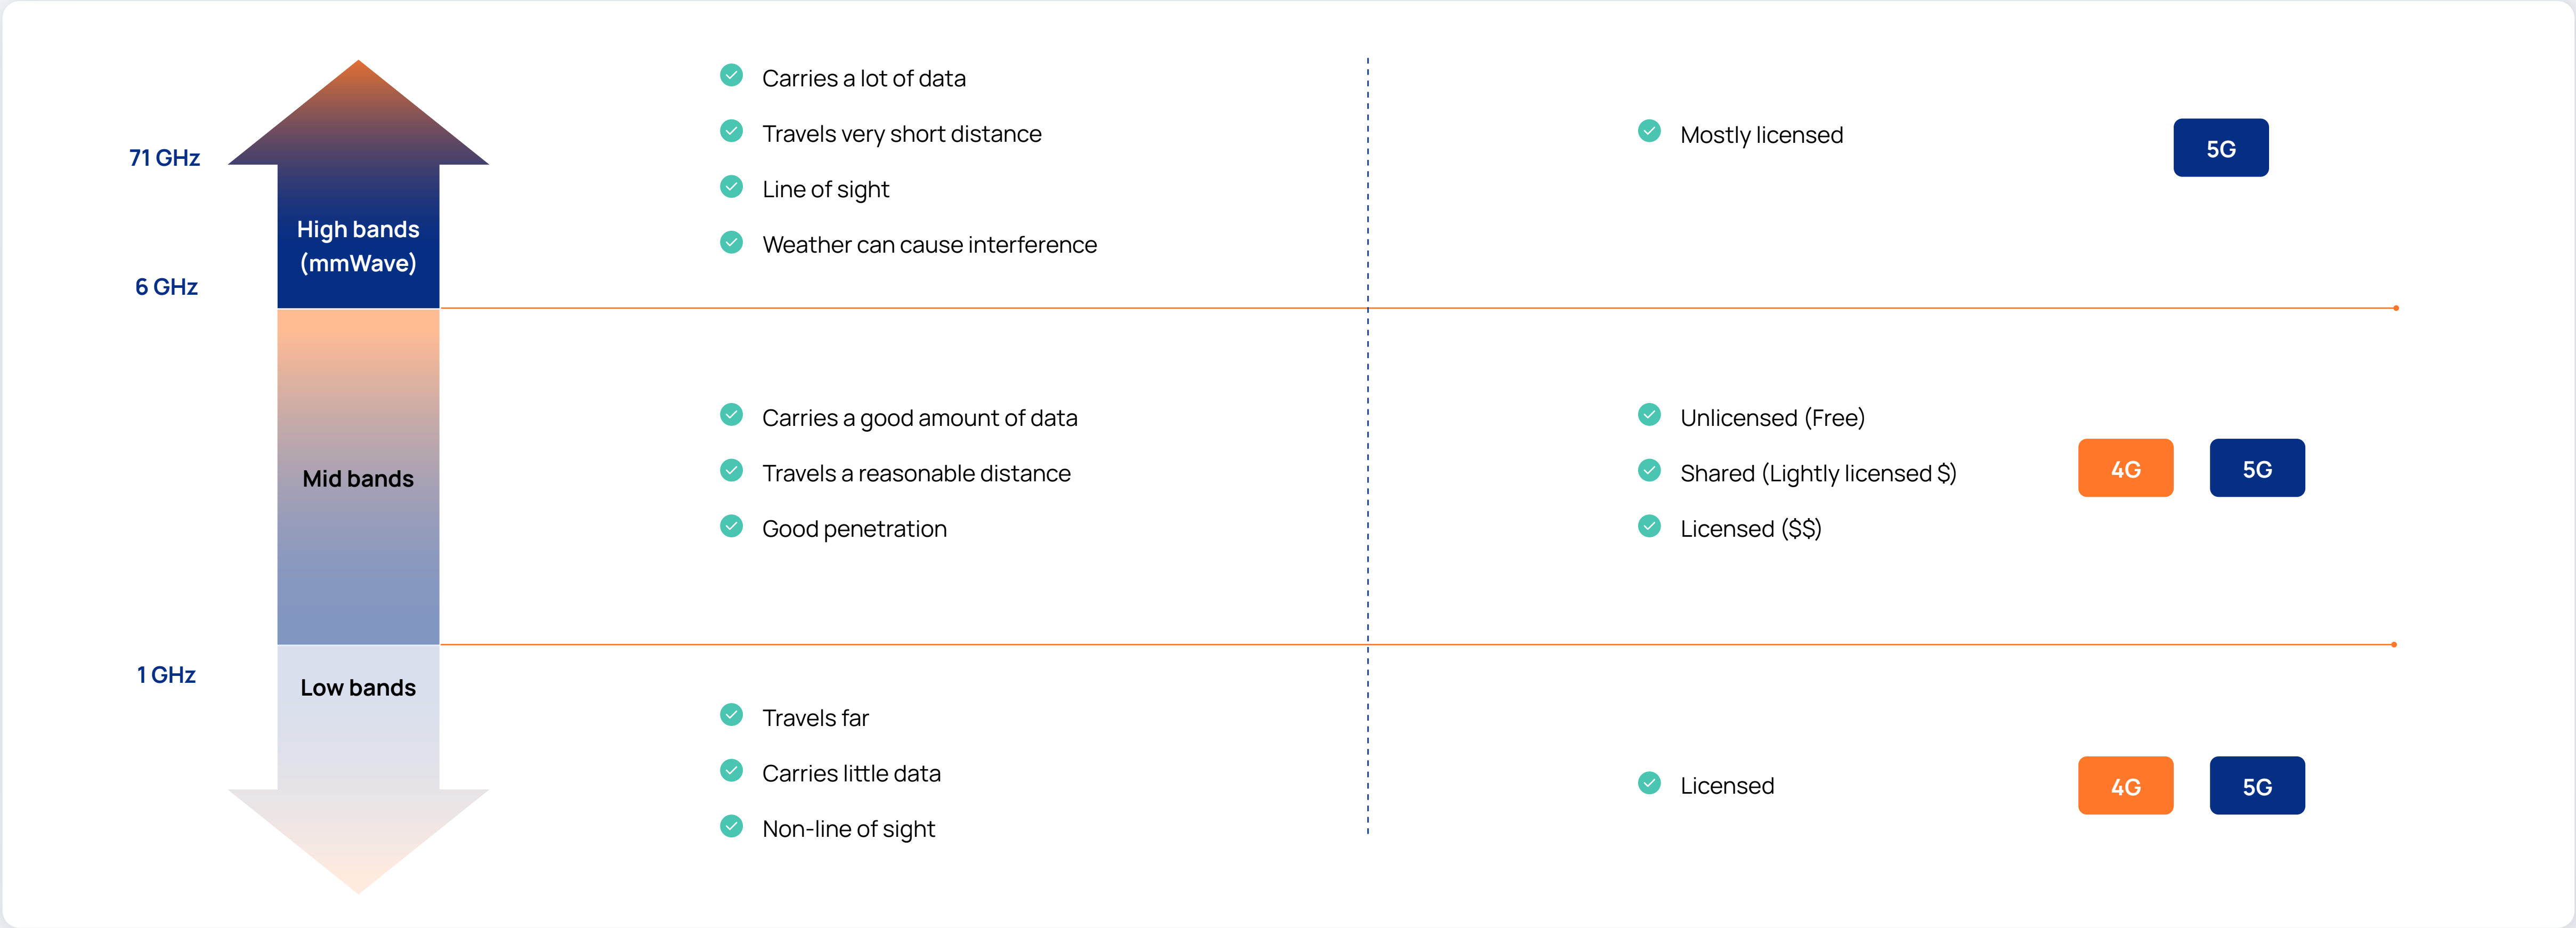 71 GHz
High bands
(mmWave)
6 GHz
Carries a lot of data
Travels very short distance
Line of sight
Weather can cause interference
Mostly licensed
5G
Mid bands
Carries a good amount of data
Travels a reasonable distance
Good penetration
Unlicensed (Free)
Shared (Lightly licensed $)
Licensed ($$)
4G
5G
1 GHz
Low bands
Travels far
Carries little data
Non-line of sight
Licensed
4G
5G